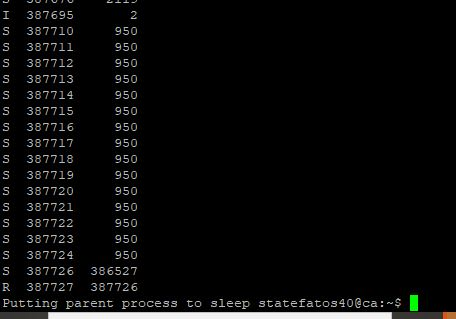 I 387695 2
S 387710 950
S 387711 950
S 387712 950
S 387713 950
S 387714 950
S 387715 950
S 387716 950
S 387717 950
S 387718 950
S 387719 950
S 387720 950
S 387721 950
S 387722 950
S 387723 950
S 387724 950
S 387726 386527
R 387727 387726
Putting parent process to sleep statefatos40@ca:~$